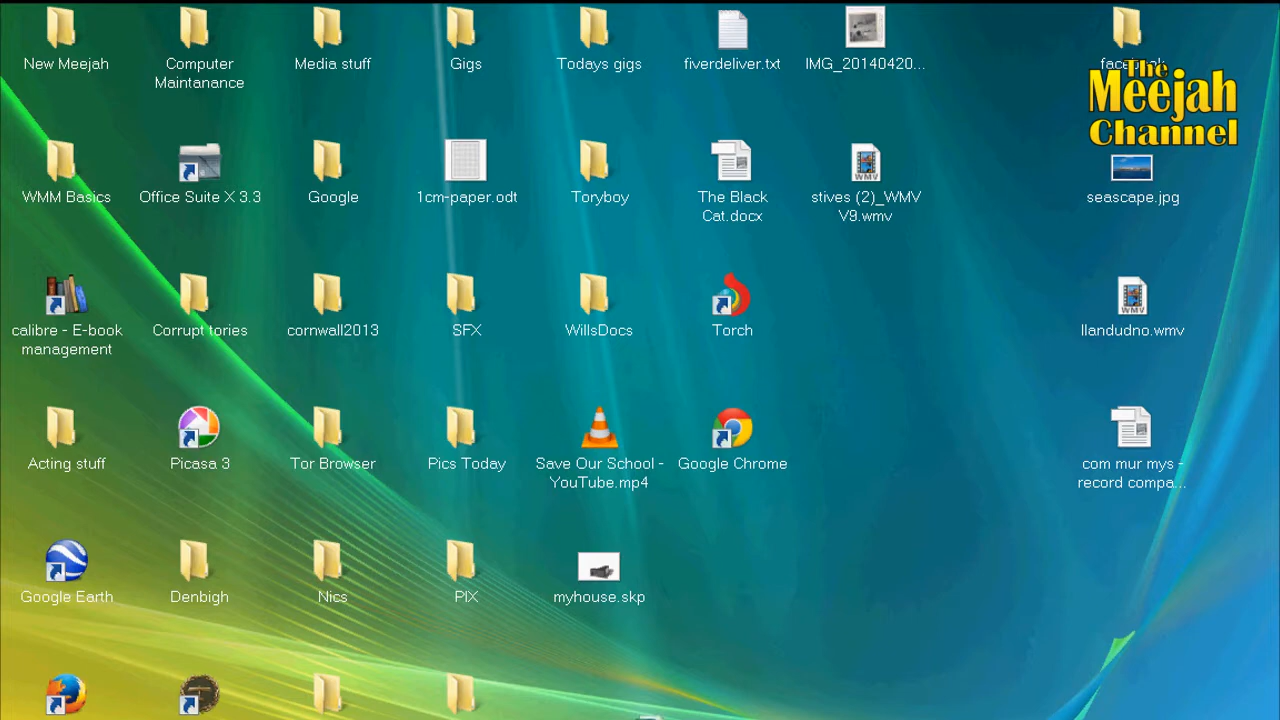 New Meejah
Computer
Maintanance
Media stuff
Gigs
Todays gigs
fiverdeliver.txt
IMG_20140420...
The
Meejah
Channel
WMM Basics
Office Suite X 3.3
Google
1cm-paper.odt
Toryboy
The Black
Cat.docx
stives (2)_WMV
V9.wmv
WMV
seascape.jpg
calibre - E-book
management
Corrupt tories
cornwall2013
SFX
WillsDocs
Torch
WMV
llandudno.wmv
Acting stuff
Picasa 3
Tor Browser
Pics Today
Save Our School -
YouTube.mp4
Google Chrome
com mur mys -
record compa...
Google Earth
Denbigh
Nics
PIX
myhouse.skp